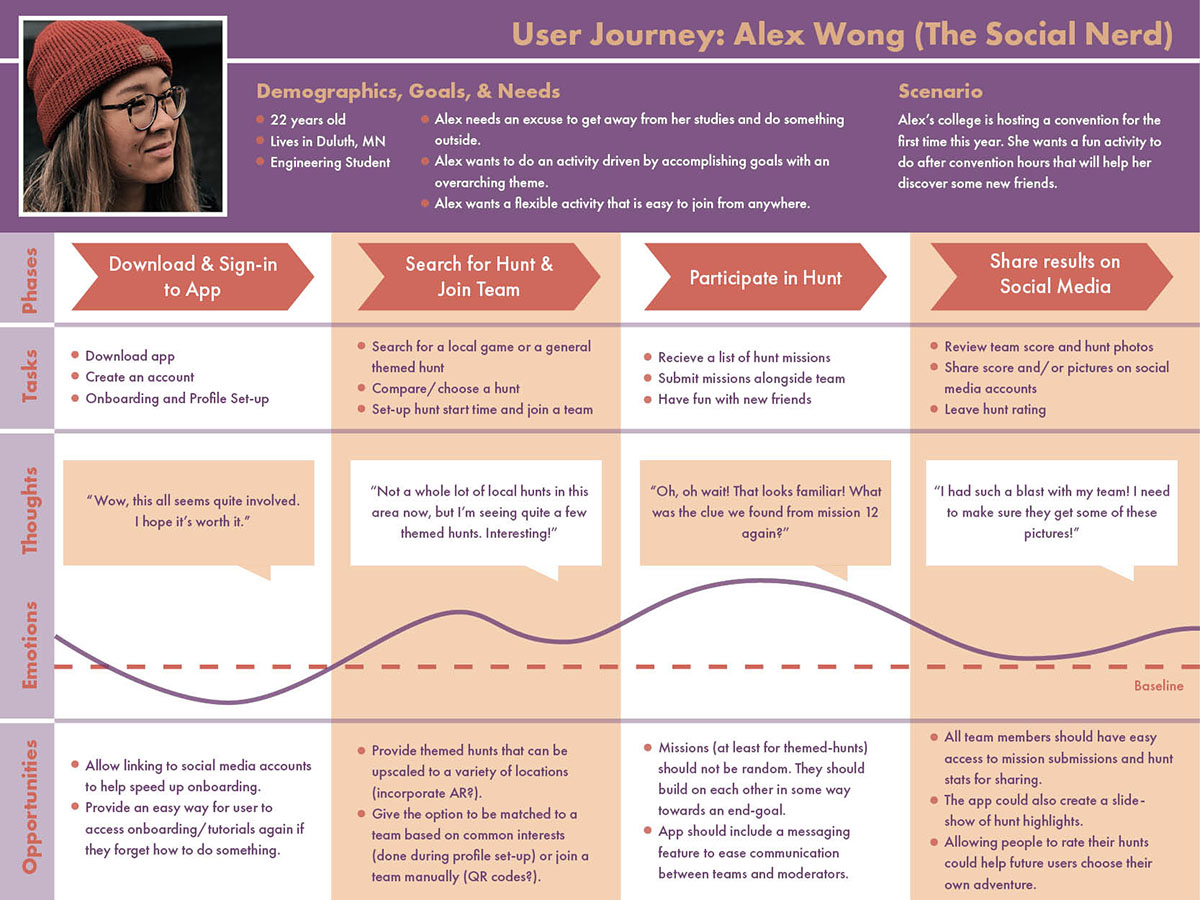 User Journey: Alex Wong (The Social Nerd)
Demographics, Goals, & Needs
22 years old
Lives in Duluth, MN
Engineering Student
Alex needs an excuse to get away from her studies and do something
outside.
Alex wants to do an activity driven by accomplishing goals with an
overarching theme.
Alex wants a flexible activity that is easy to join from anywhere.
Scenario
Alex's college is hosting a convention for the
first time this year. She wants a fun activity to
do after convention hours that will help her
discover some new friends.
Phases
Download & Sign-in
to App
Search for Hunt &
Join Team
Participate in Hunt
Share results on
Social Media
Tasks
Download app
Create an account
Onboarding and Profile Set-up
Search for a local game or a general
themed hunt
Compare/choose a hunt
Set-up hunt start time and join a team
Recieve a list of hunt missions
Submit missions alongside team
Have fun with new friends
Review team score and hunt photos
Share score and/or pictures on social
media accounts
Leave hunt rating
Thoughts
"Wow, this all seems quite involved.
I hope it's worth it."
"Not a whole lot of local hunts in this
area now, but I'm seeing quite a few
themed hunts. Interesting!"
"Oh, oh wait! That looks familiar! What
was the clue we found from mission 12
again?"
"I had such a blast with my team! I need
to make sure they get some of these
pictures!"
Emotions
Baseline
Opportunities
Allow linking to social media accounts
to help speed up onboarding.
Provide an easy way for user to
access onboarding/tutorials again if
they forget how to do something.
Provide themed hunts that can be
upscaled to a variety of locations
(incorporate AR?).
Give the option to be matched to a
team based on common interests
(done during profile set-up) or join a
team manually (QR codes?).
Missions (at least for themed-hunts)
should not be random. They should
build on each other in some way
towards an end-goal.
App should include a messaging
feature to ease communication
between teams and moderators.
All team members should have easy
access to mission submissions and hunt
stats for sharing.
The app could also create a slide-
show of hunt highlights.
Allowing people to rate their hunts
could help future users choose their
own adventure.